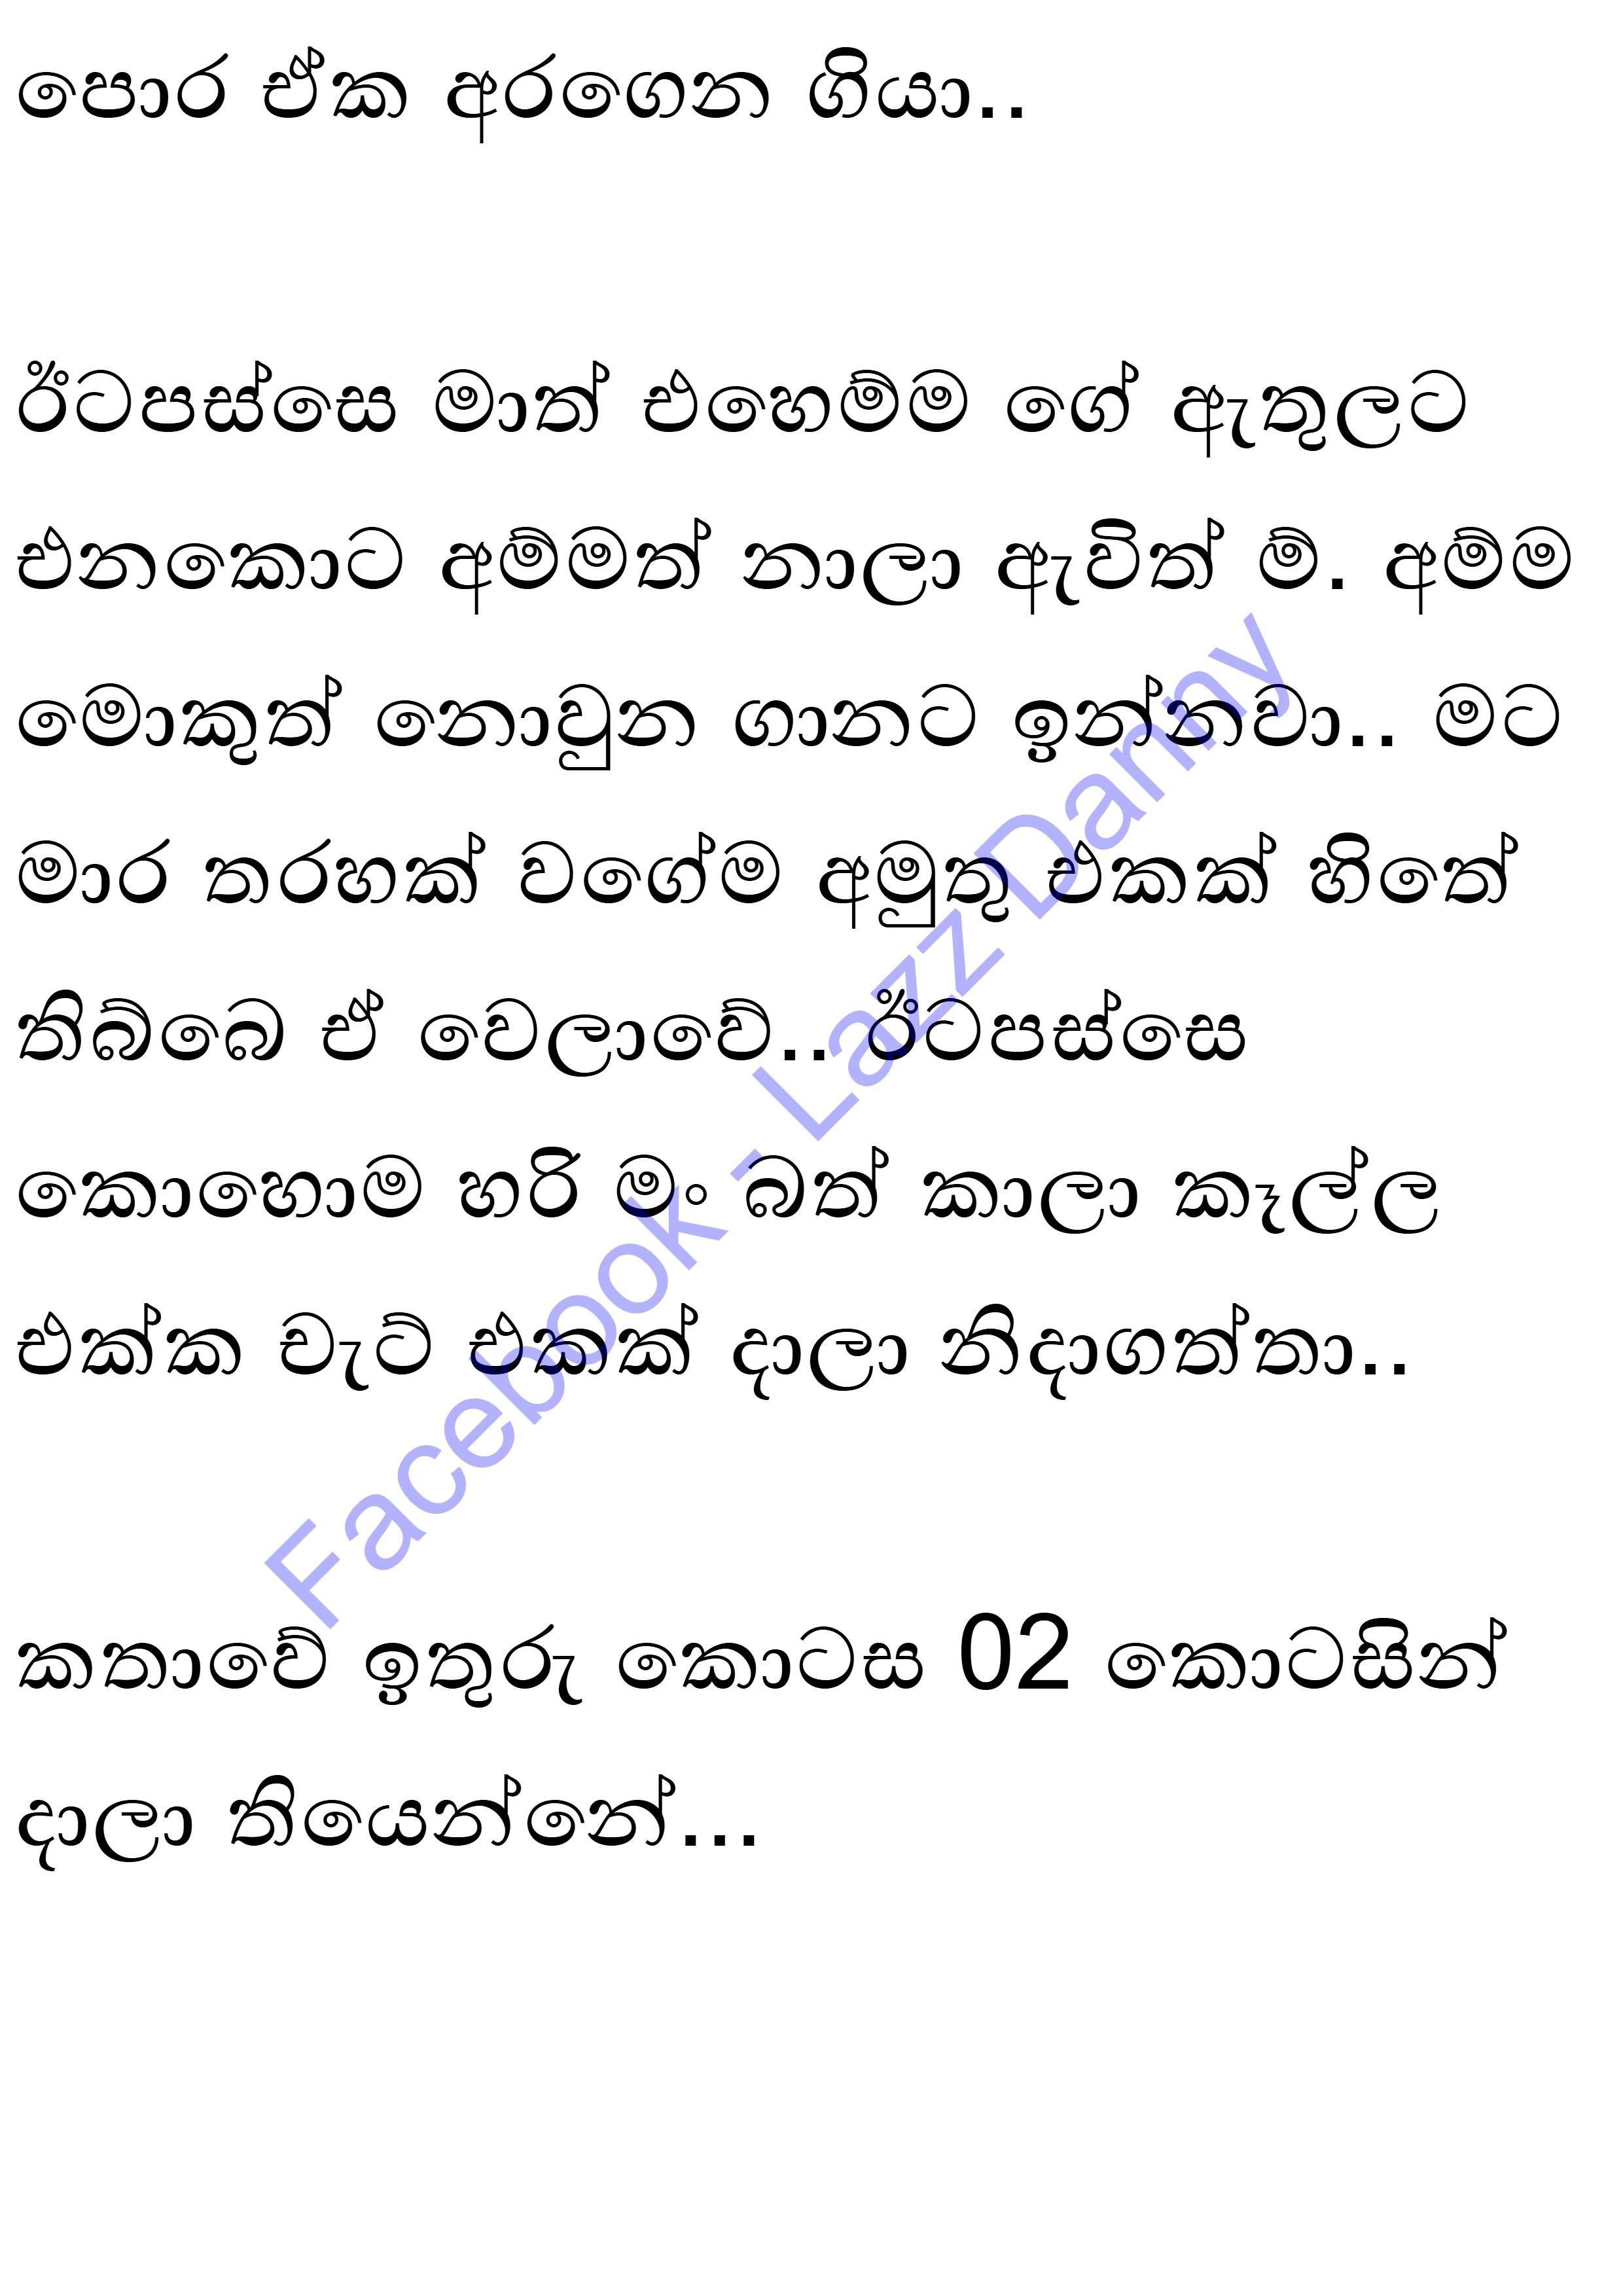 පොර ඒක අරගෙන ගියා..
ඊටපස්සෙ මාත් එහෙම්ම ගේ ඇතුලට
එනකොට අම්මත් නාලා ඇවිත් ම්. අම්ම
මොකුත් නොවුන ගානට ඉන්නවා.. මට
මාර තරහක් වගේම අමුතු එකක් හිතේ
තිබ්බෙ ඒ වෙලාවේ.. ඊටපස්සෙ
කොහොම හරි මං බත් කාලා කෑල්ල
එක්ක චැට් එකක් දාලා නිදාගත්තා..
කතාවේ ඉතුරු කොටස 02 කොටසින්
දාලා තියෙන්නේ...
Facebook - Lazz Danny